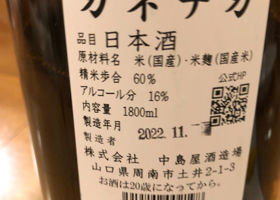 カネナカ
品目 日本酒
原材料名 米(国産)・米麹(国産米)
精米歩合 60%
公式HP
アルコール分 16%
内容量 1800ml
製造年月 2022.11.
製造者
株式会社 中島屋酒造場
山口県周南市土井2-1-3
お酒は20歳になってから。